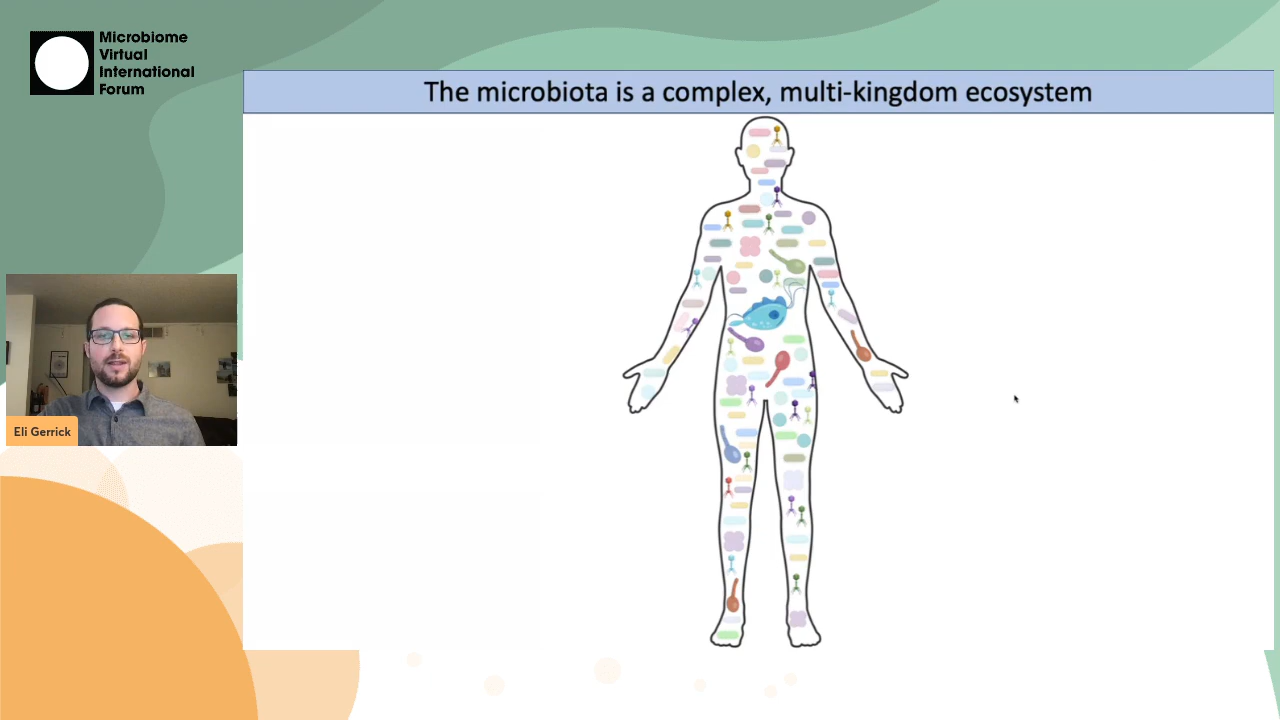 Microbiome
Virtual
International
Forum
The microbiota is a complex, multi-kingdom ecosystem
Eli Gerrick